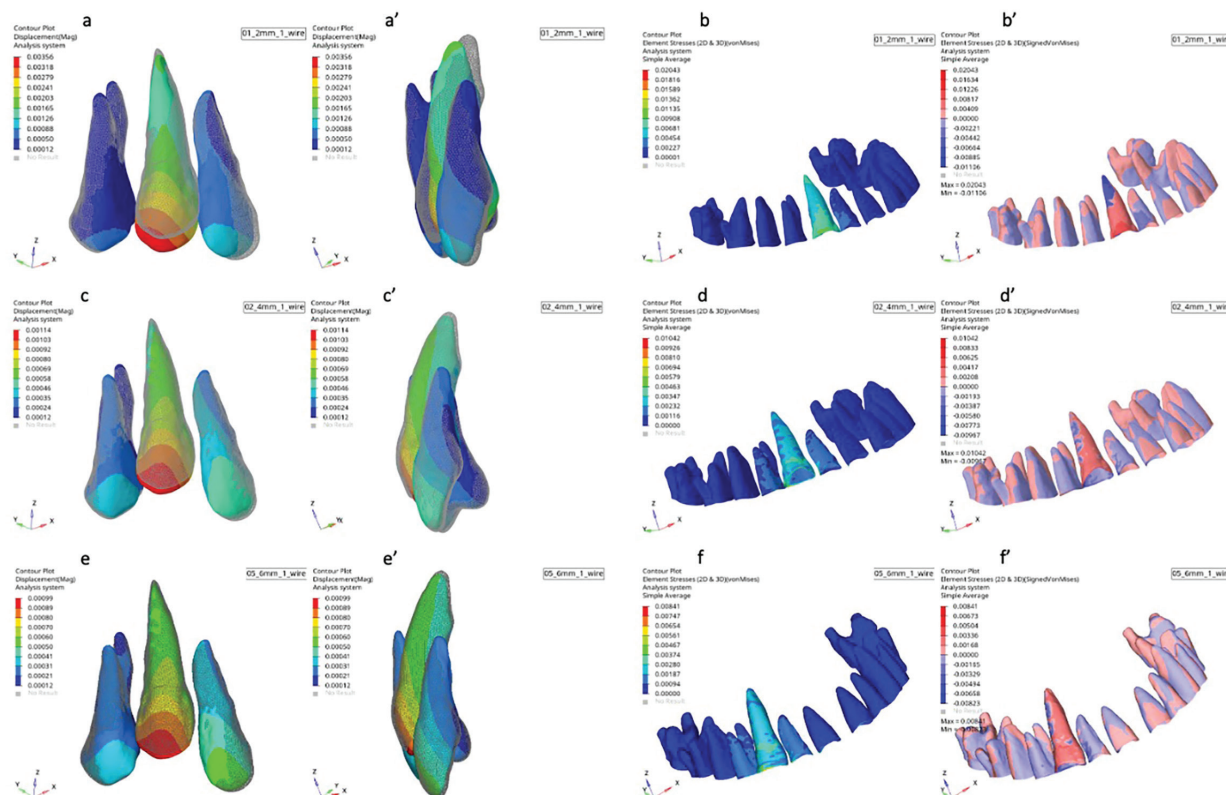 a
Contour Plot
Displacement(Mag)
Analysis system
0.00356
0.00318
0.00279
0.00241
0.00203
0.00165
0.00126
0.00088
0.00050
0.00012
No Result
01_2mm_1_wire
Z
Y
X
a’
Contour Plot
Displacement(Mag)
Analysis system
0.00356
0.00318
0.00279
0.00241
0.00203
0.00165
0.00126
0.00088
0.00050
0.00012
No Result
01_2mm_1_wire
Z
Y
X
b
Contour Plot
Element Stresses (2D & 3D)(vonMises)
Analysis system
Simple Average
0.02043
0.01816
0.01589
0.01362
0.01135
0.00908
0.00681
0.00454
0.00227
0.00001
No Result
01_2mm_1_wire
Z
Y
X
b’
Contour Plot
Element Stresses (2D & 3D)(SignedVonMises)
Analysis system
Simple Average
0.02043
0.01634
0.01226
0.00817
0.00409
0.00000
-0.00221
-0.00442
-0.00664
-0.00885
-0.01106
No Result
Max = 0.02043
Min = -0.01106
01_2mm_1_wire
Z
Y
X
c
Contour Plot
Displacement(Mag)
Analysis system
0.00114
0.00103
0.00092
0.00080
0.00069
0.00058
0.00046
0.00035
0.00024
0.00012
No Result
02_4mm_1_wire
Z
Y
X
c’
Contour Plot
Displacement(Mag)
Analysis system
0.00114
0.00103
0.00092
0.00080
0.00069
0.00058
0.00046
0.00035
0.00024
0.00012
No Result
02_4mm_1_wire
Z
YX
d
Contour Plot
Element Stresses (2D & 3D)(vonMises)
Analysis system
Simple Average
0.01042
0.00926
0.00810
0.00694
0.00579
0.00463
0.00347
0.00232
0.00116
0.00000
No Result
02_4mm_1_wire
Z
Y
X
d’
Contour Plot
Element Stresses (2D & 3D)(SignedVonMises)
Analysis system
Simple Average
0.01042
0.00833
0.00625
0.00417
0.00208
0.00000
-0.00193
-0.00387
-0.00580
-0.00773
-0.00967
No Result
Max = 0.01042
Min = -0.00967
02_4mm_1_wire
Z
Y
X
e
Contour Plot
Displacement(Mag)
Analysis system
0.00099
0.00089
0.00080
0.00070
0.00060
0.00050
0.00041
0.00031
0.00021
0.00012
No Result
05_6mm_1_wire
Z
Y
X
e’
Contour Plot
Displacement(Mag)
Analysis system
0.00099
0.00089
0.00080
0.00070
0.00060
0.00050
0.00041
0.00031
0.00021
0.00012
No Result
05_6mm_1_wire
Z
Y
X
f
Contour Plot
Element Stresses (2D & 3D)(vonMises)
Analysis system
Simple Average
0.00841
0.00747
0.00654
0.00561
0.00467
0.00374
0.00280
0.00187
0.00094
0.00000
No Result
05_6mm_1_wire
Z
Y
X
f’
Contour Plot
Element Stresses (2D & 3D)(SignedVonMises)
Analysis system
Simple Average
0.00841
0.00673
0.00504
0.00336
0.00168
0.00000
-0.00165
-0.00329
-0.00494
-0.00658
-0.00823
No Result
Max = 0.00841
05_6mm_1_wire
Z
Y
X